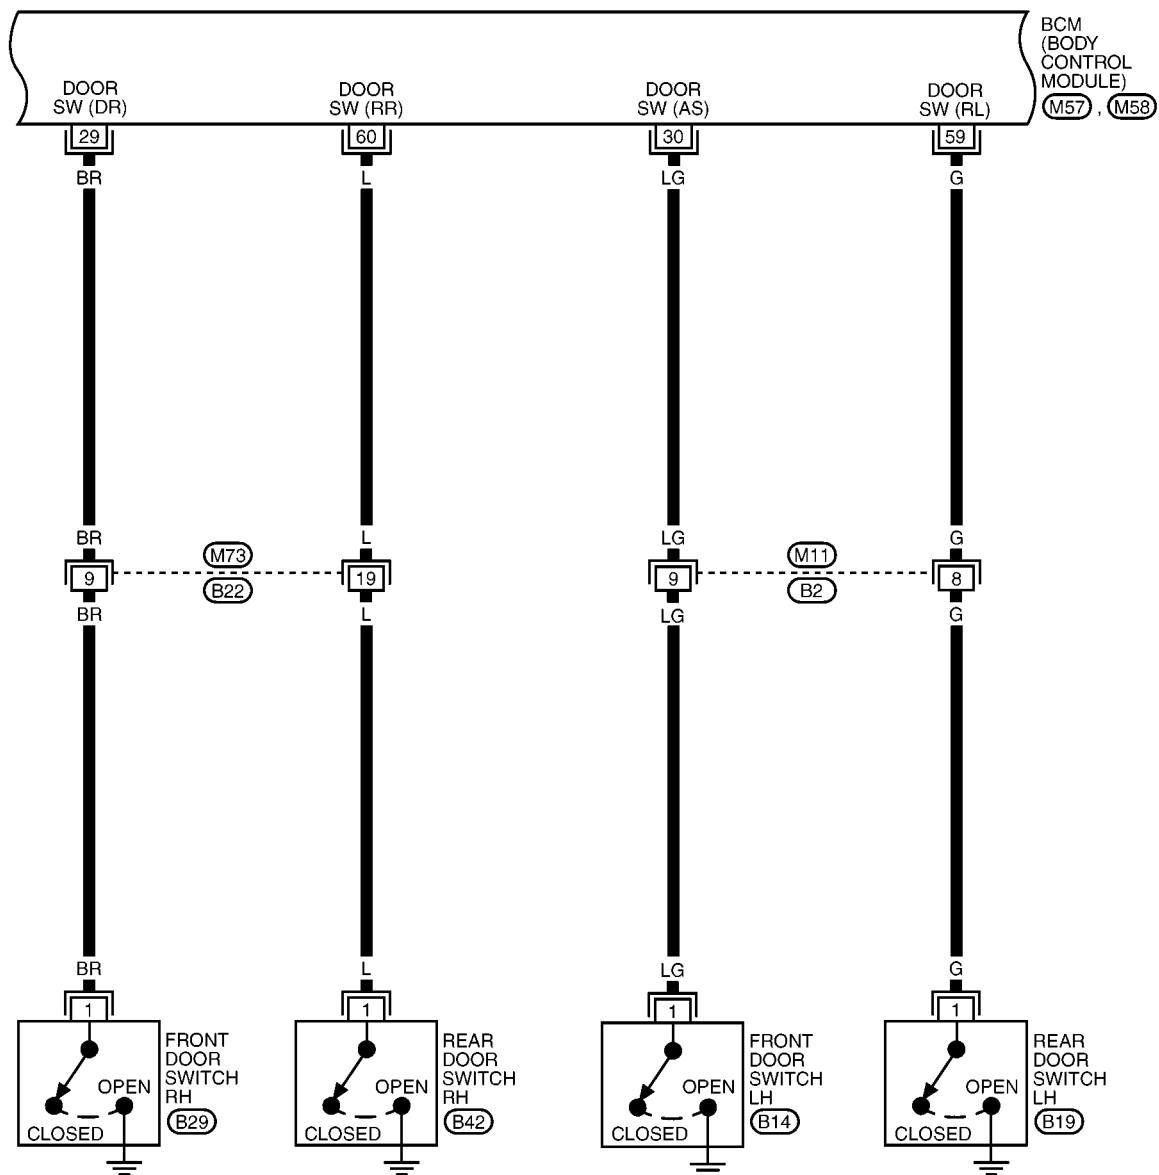 BCM
(BODY
CONTROL
MODULE)
M57 , M58
DOOR
SW (DR)
DOOR
SW (RR)
DOOR
SW (AS)
DOOR
SW (RL)
29
60
30
59
BR
L
LG
G
BR
L
LG
G
M73
M11
9
19
9
8
B22
B2
BR
L
LG
G
BR
L
LG
G
1
1
1
1
FRONT
DOOR
SWITCH
RH
B29
OPEN
CLOSED
REAR
DOOR
SWITCH
RH
B42
OPEN
CLOSED
FRONT
DOOR
SWITCH
LH
B14
OPEN
CLOSED
REAR
DOOR
SWITCH
LH
B19
OPEN
CLOSED